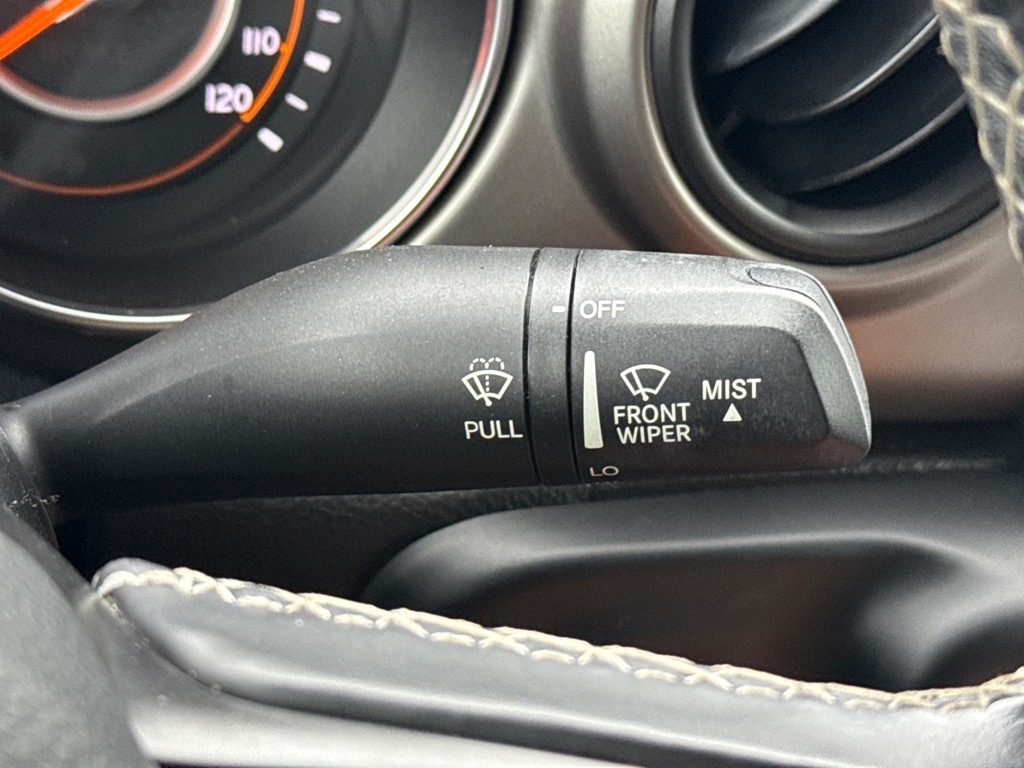 110
120
OFF
PULL
FRONT
WIPER
MIST
LO